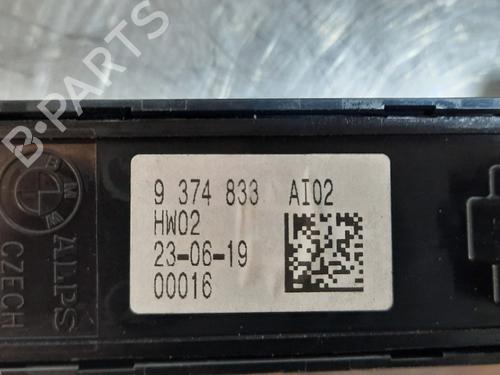 B-PARTS
9 374 833 AI02
HW02
23-06-19
00016
BMW
ALPS
CZECH